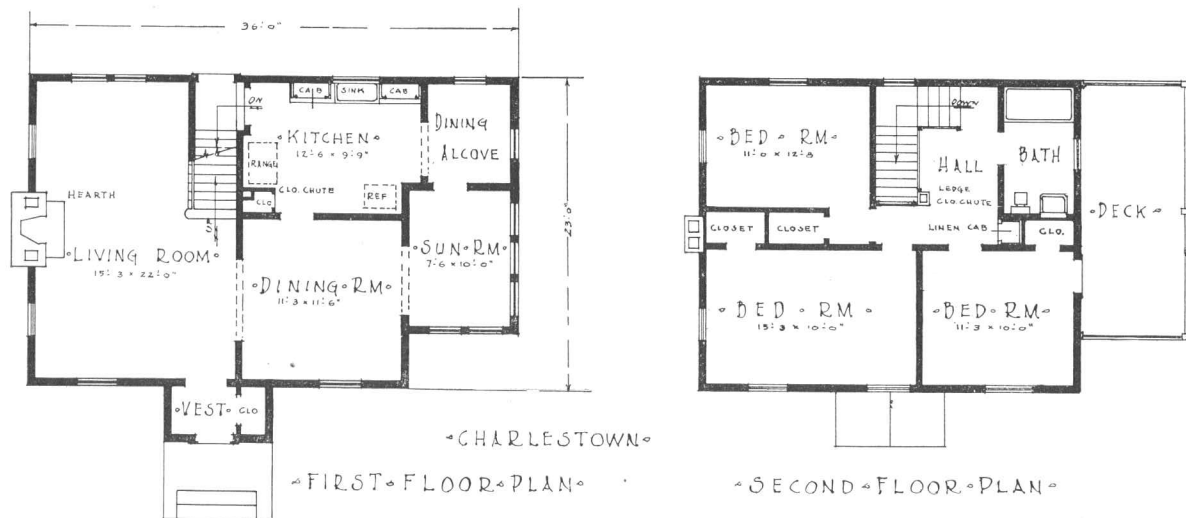 36'-0"
CAB
SINK
CAB
DN
KITCHEN
12'-6 x 9'-9"
DINING
ALCOVE
RANGE
HEARTH
CLO. CHUTE
CLO
REF
UP
LIVING ROOM
15'-3 x 22'-0"
SUN RM
7'-6 x 10'-0"
DINING RM
11'-3 x 11'-6"
23'-0"
VEST
CLO
CHARLESTOWN
FIRST FLOOR PLAN
BED RM
11'-0 x 12'-8
DOWN
HALL
BATH
LEDGE
CLO. CHUTE
DECK
CLOSET
CLOSET
LINEN CAB
CLO.
BED RM
15'-3 x 10'-0"
BED RM
11'-3 x 10'-0"
SECOND FLOOR PLAN